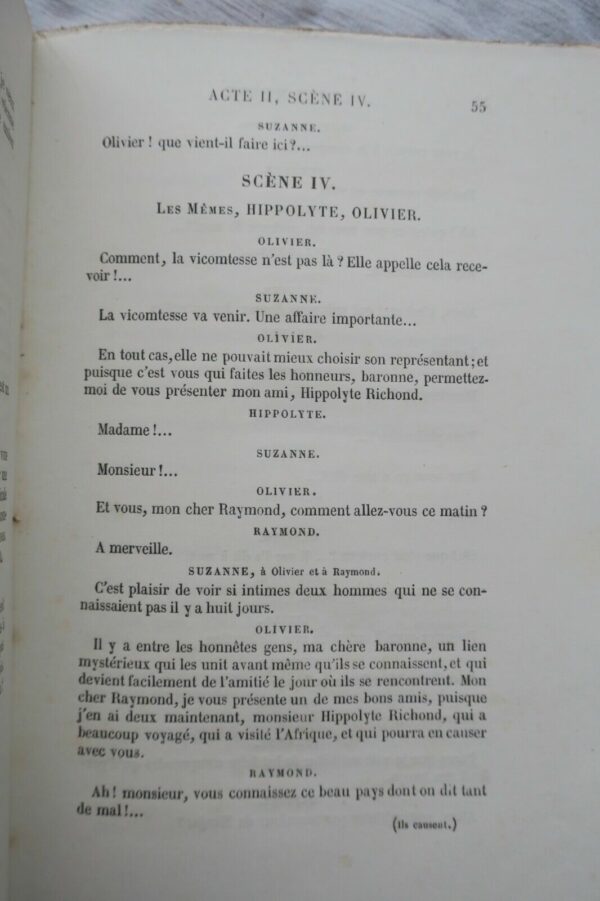 ACTE II, SCÈNE IV. 55
SUZANNE.
Olivier ! que vient-il faire ici ?...
SCÈNE IV.
LES MÊMES, HIPPOLYTE, OLIVIER.
OLIVIER.
Comment, la vicomtesse n'est pas là ? Elle appelle cela rece-
voir !...
SUZANNE.
La vicomtesse va venir. Une affaire importante...
OLIVIER.
En tout cas, elle ne pouvait mieux choisir son représentant ; et
puisque c'est vous qui faites les honneurs, baronne, permettez-
moi de vous présenter mon ami, Hippolyte Richond.
HIPPOLYTE.
Madame !...
SUZANNE.
Monsieur !...
OLIVIER.
Et vous, mon cher Raymond, comment allez-vous ce matin ?
RAYMOND.
A merveille.
SUZANNE, à Olivier et à Raymond.
C'est plaisir de voir si intimes deux hommes qui ne se con-
naissaient pas il y a huit jours.
OLIVIER.
Il y a entre les honnêtes gens, ma chère baronne, un lien
mystérieux qui les unit avant même qu'ils se connaissent, et qui
devient facilement de l'amitié le jour où ils se rencontrent. Mon
cher Raymond, je vous présente un de mes bons amis, puisque
j'en ai deux maintenant, monsieur Hippolyte Richond, qui a
beaucoup voyagé, qui a visité l'Afrique, et qui pourra en causer
avec vous.
RAYMOND.
Ah ! monsieur, vous connaissez ce beau pays dont on dit tant
de mal !...
(Ils causent.)